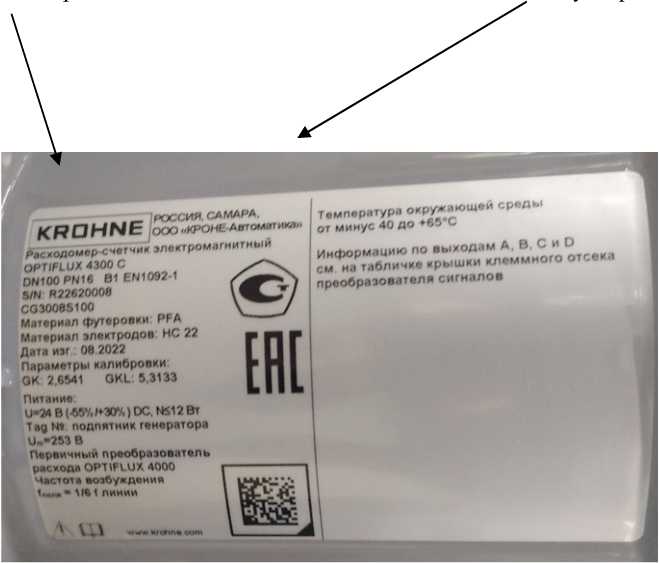 KROHNE
РОССИЯ, САМАРА,
ООО «КРОНЕ-Автоматика»
Расходомер-счетчик электромагнитный
OPTIFLUX 4300 C
DN100 PN16 B1 EN1092-1
S/N: R22620008
CG3008S100
Материал футеровки: PFA
Материал электродов: HC 22
Дата изг.: 08.2022
Параметры калибровки:
GK: 2,6541 GKL: 5,3133
Питание:
U=24 В (-55% /+30% ) DC, N≤12 Вт
Tag №: подпятник генератора
Um=253 В
Первичный преобразователь
расхода OPTIFLUX 4000
Частота возбуждения
= 1/6 f линии
www.krohne.com
ЕАС
Температура окружающей среды
от минус 40 до +65°C
Информацию по выходам А, В, С и D
см. на табличке крышки клеммного отсека
преобразователя сигналов